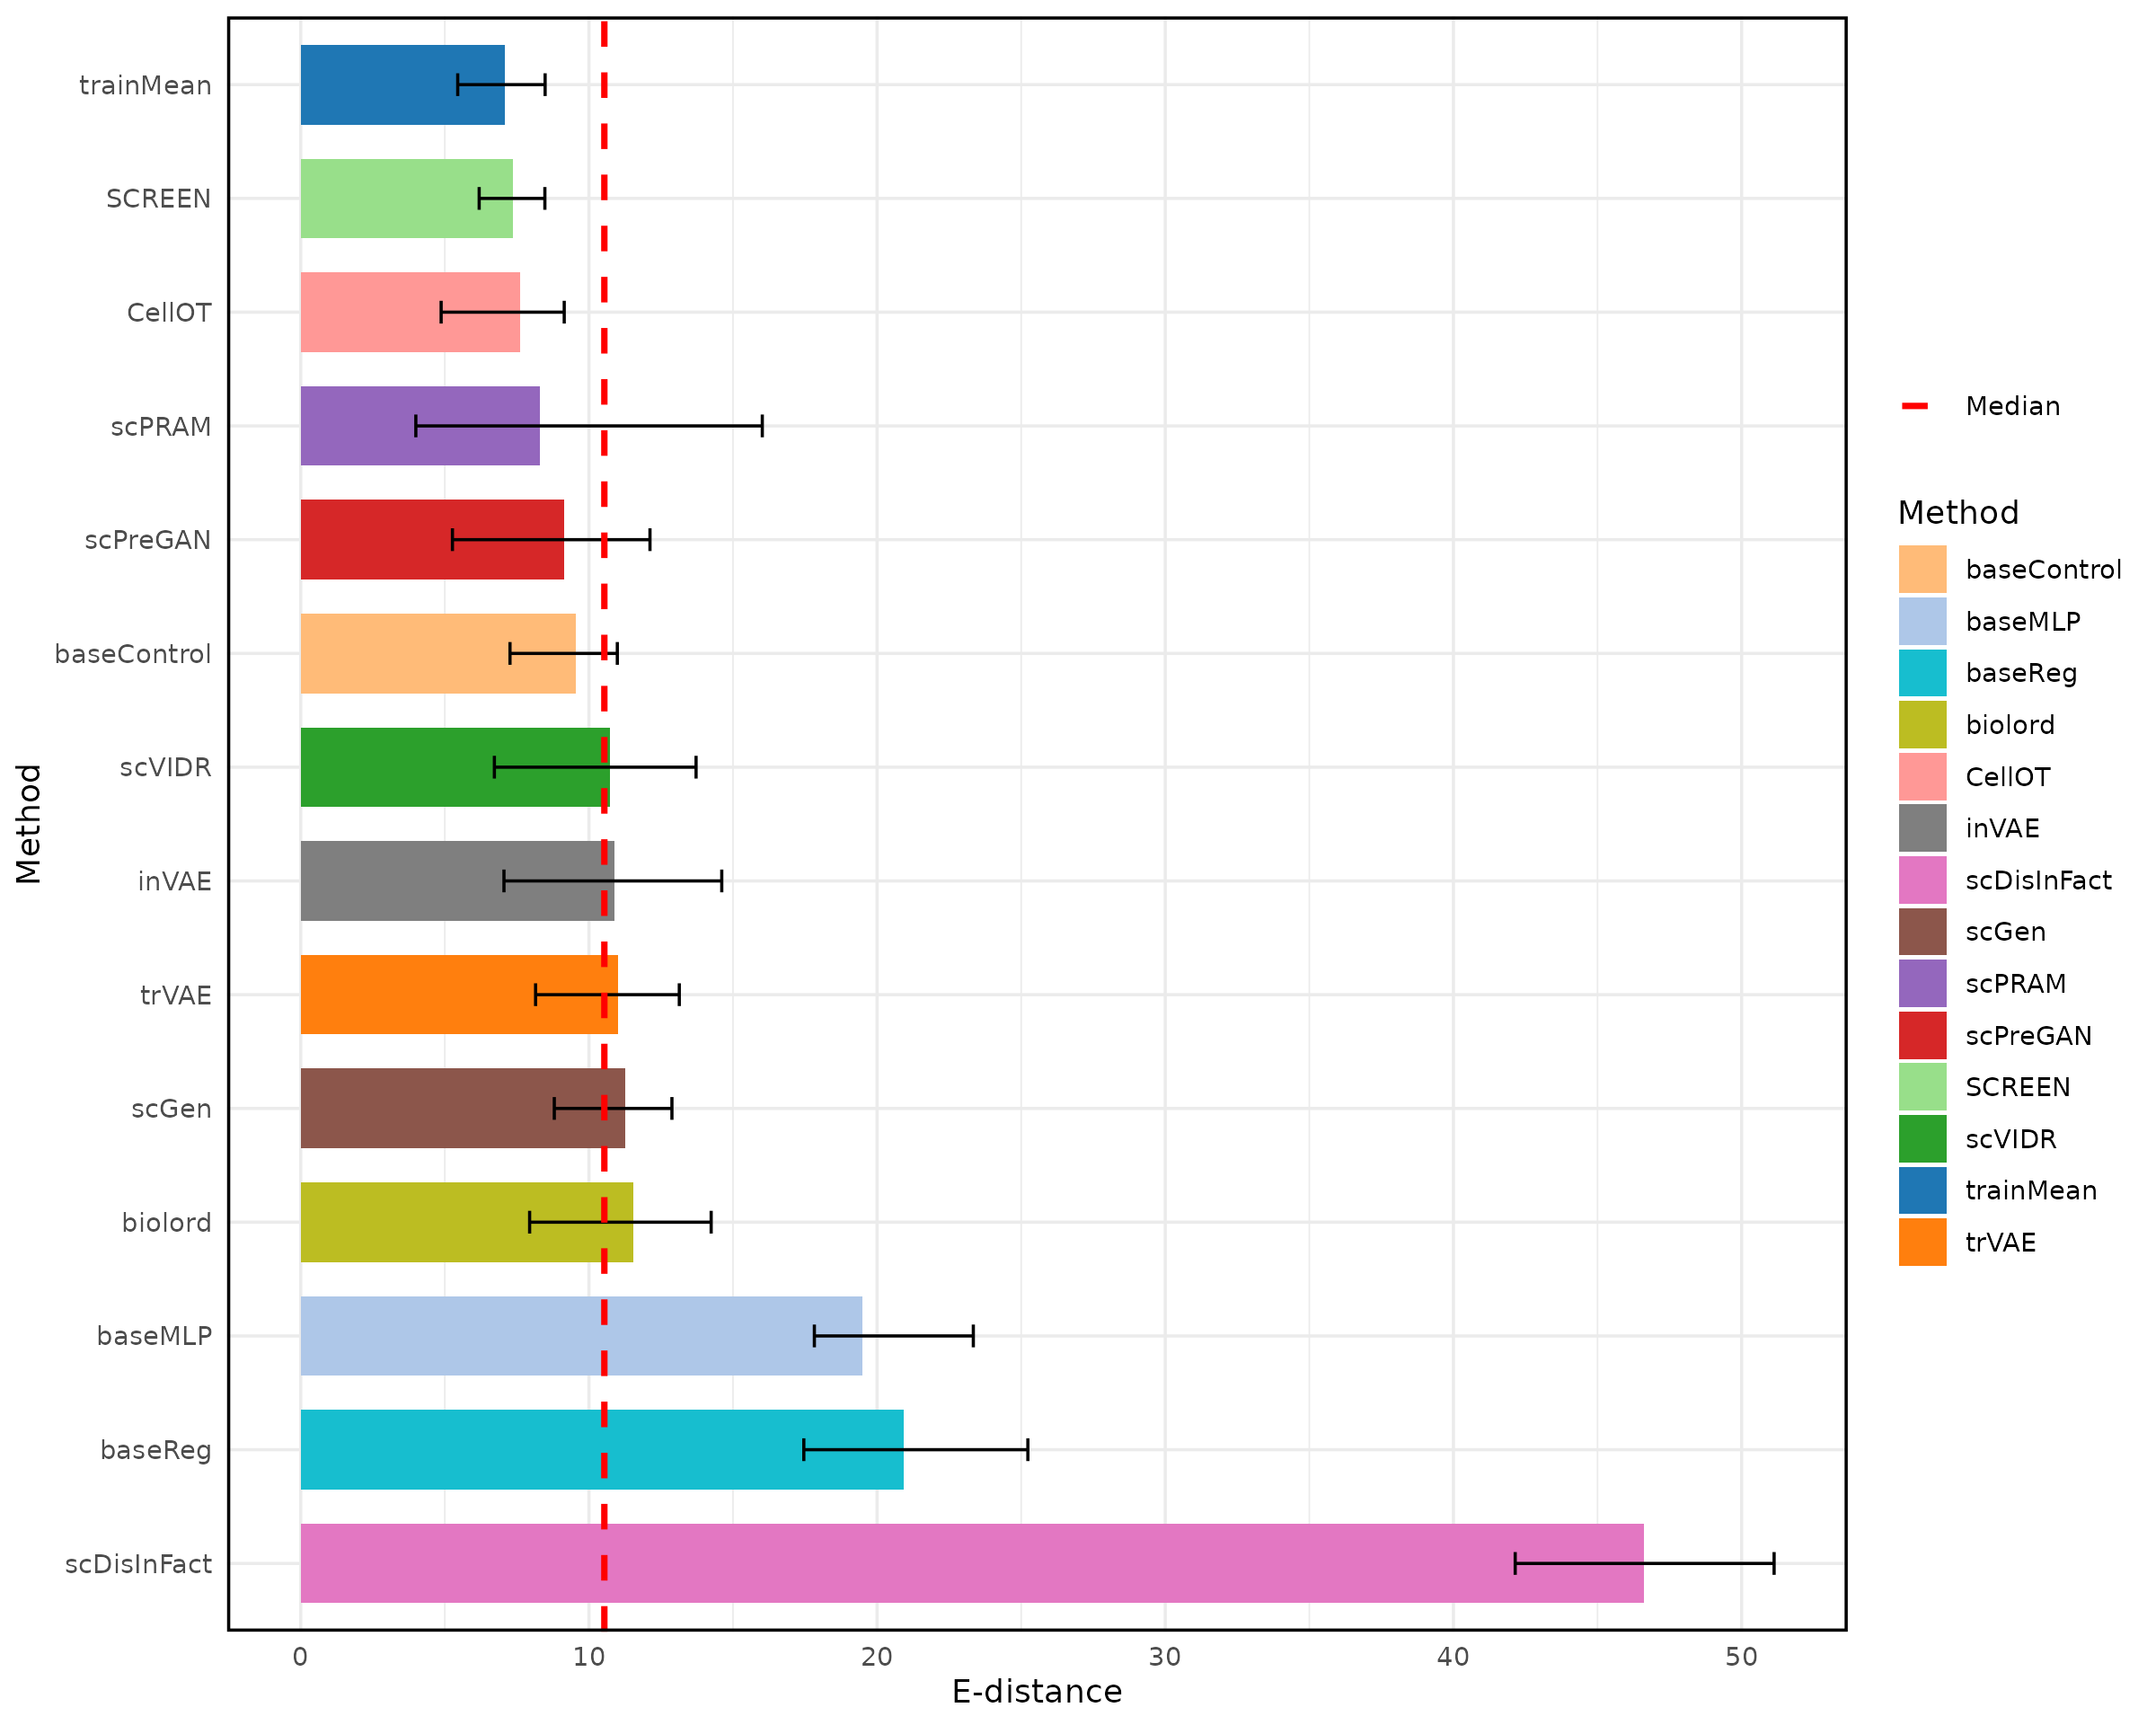 trainMean
SCREEN
CellOT
scPRAM
scPreGAN
baseControl
scVIDR
inVAE
trVAE
scGen
biolord
baseMLP
baseReg
scDisInFact
Method
0 10 20 30 40 50
E-distance
Median
Method
baseControl
baseMLP
baseReg
biolord
CellOT
inVAE
scDisInFact
scGen
scPRAM
scPreGAN
SCREEN
scVIDR
trainMean
trVAE